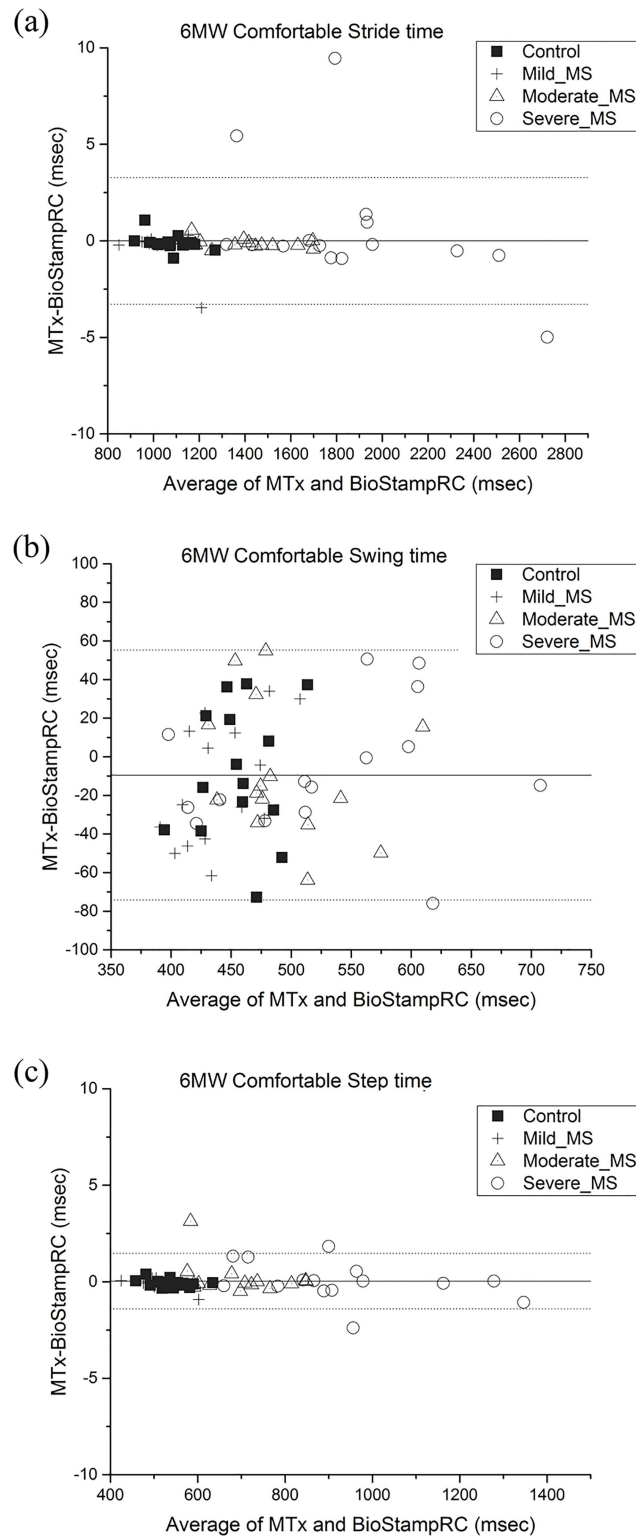 (a)
6MW Comfortable Stride time
Control
Mild_MS
Moderate_MS
Severe_MS
10
5
0
-5
-10
MTx-BioStampRC (msec)
800 1000 1200 1400 1600 1800 2000 2200 2400 2600 2800
Average of MTx and BioStampRC (msec)
(b)
6MW Comfortable Swing time
Control
Mild_MS
Moderate_MS
Severe_MS
100
80
60
40
20
0
-20
-40
-60
-80
-100
MTx-BioStampRC (msec)
350 400 450 500 550 600 650 700 750
Average of MTx and BioStampRC (msec)
(c)
6MW Comfortable Step time
Control
Mild_MS
Moderate_MS
Severe_MS
10
5
0
-5
-10
MTx-BioStampRC (msec)
400 600 800 1000 1200 1400
Average of MTx and BioStampRC (msec)